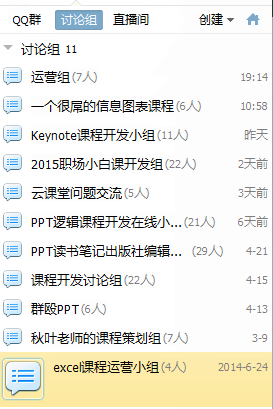 QQ群 讨论组 直播间 创建
讨论组 11
运营组(7人) 19:14
一个很屌的信息图表课程(6人) 10:58
Keynote课程开发小组(11人) 昨天
2015职场小白课开发组(22人) 2天前
云课堂问题交流(5人) 3天前
PPT逻辑课程开发在线小...(21人) 6天前
PPT读书笔记出版社编辑... (29人) 4-21
课程开发讨论组(22人) 4-15
群殴PPT(6人) 4-13
秋叶老师的课程策划组(7人) 3-9
excel课程运营小组(4人) 2014-6-24